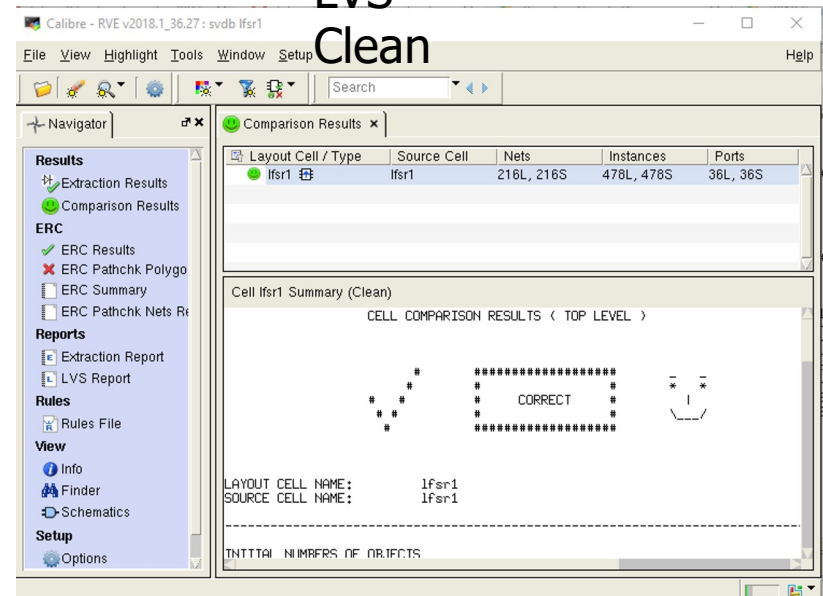 LVS
Clean
Calibre - RVE v2018.1_36.27 : svdb lfsr1
File View Highlight Tools Window Setup Help
Search
Navigator
Comparison Results
Results
Extraction Results
Comparison Results
ERC
ERC Results
ERC Pathchk Polygo
ERC Summary
ERC Pathchk Nets Re
Reports
Extraction Report
LVS Report
Rules
Rules File
View
Info
Finder
Schematics
Setup
Options
Layout Cell / Type Source Cell Nets Instances Ports
lfsr1 lfsr1 216L, 216S 478L, 478S 36L, 36S
Cell lfsr1 Summary (Clean)
CELL COMPARISON RESULTS ( TOP LEVEL )
CORRECT
LAYOUT CELL NAME: lfsr1
SOURCE CELL NAME: lfsr1
INITIAL NUMBERS OF OBJECTS